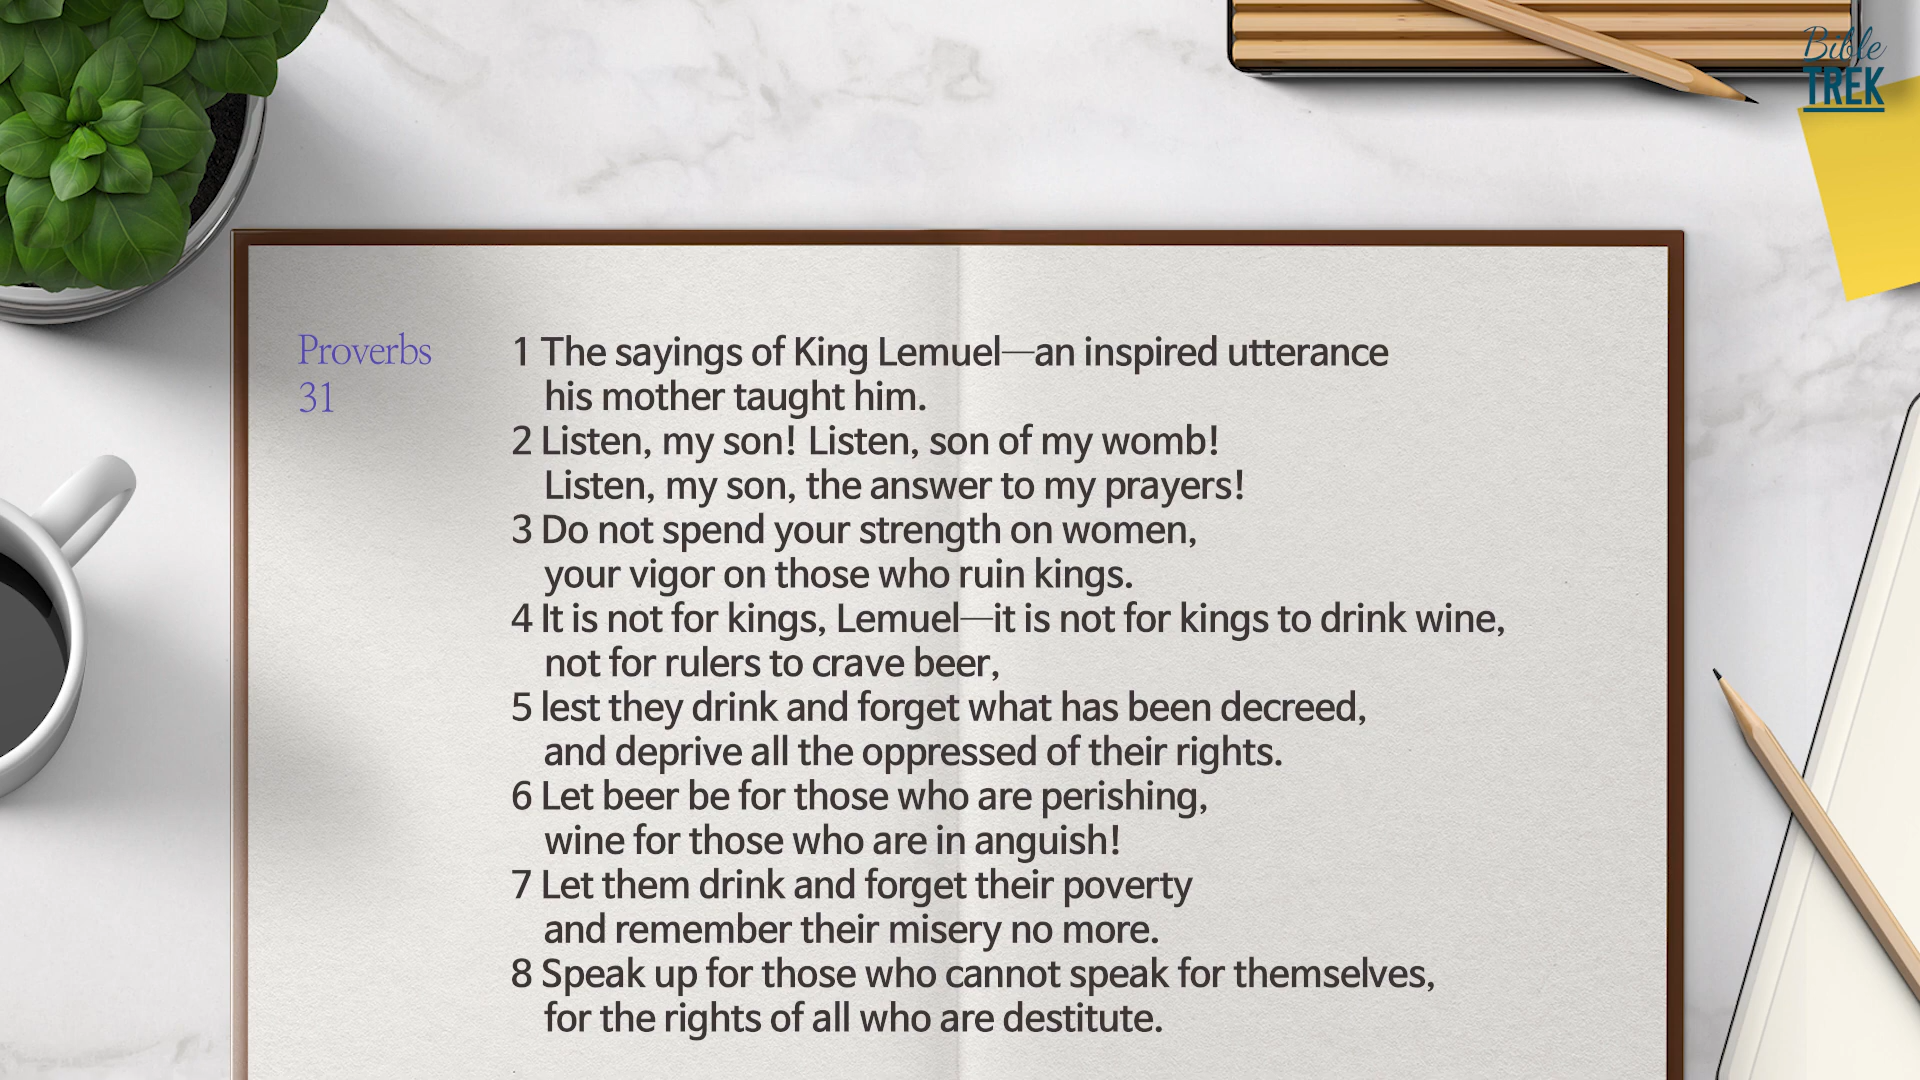 Bible
TREK
Proverbs
31
1 The sayings of King Lemuel—an inspired utterance
his mother taught him.
2 Listen, my son! Listen, son of my womb!
Listen, my son, the answer to my prayers!
3 Do not spend your strength on women,
your vigor on those who ruin kings.
4 It is not for kings, Lemuel—it is not for kings to drink wine,
not for rulers to crave beer,
5 lest they drink and forget what has been decreed,
and deprive all the oppressed of their rights.
6 Let beer be for those who are perishing,
wine for those who are in anguish!
7 Let them drink and forget their poverty
and remember their misery no more.
8 Speak up for those who cannot speak for themselves,
for the rights of all who are destitute.